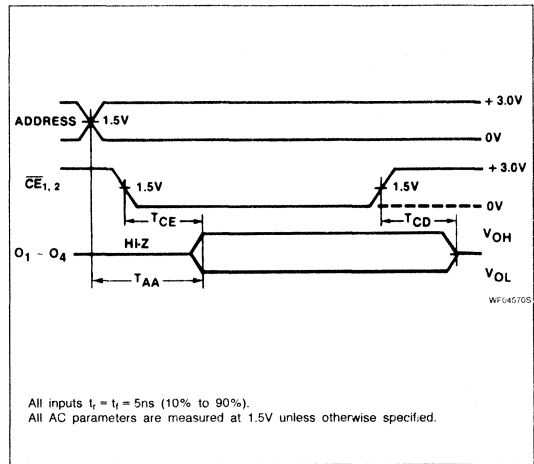 + 3.0V
ADDRESS
1.5V
0V
+ 3.0V
CE1, 2
1.5V
1.5V
0V
TCE
TCD
HI-Z
VOH
O1 - O4
VOL
TAA
WF04570S
All inputs tr = tf = 5ns (10% to 90%).
All AC parameters are measured at 1.5V unless otherwise specified.